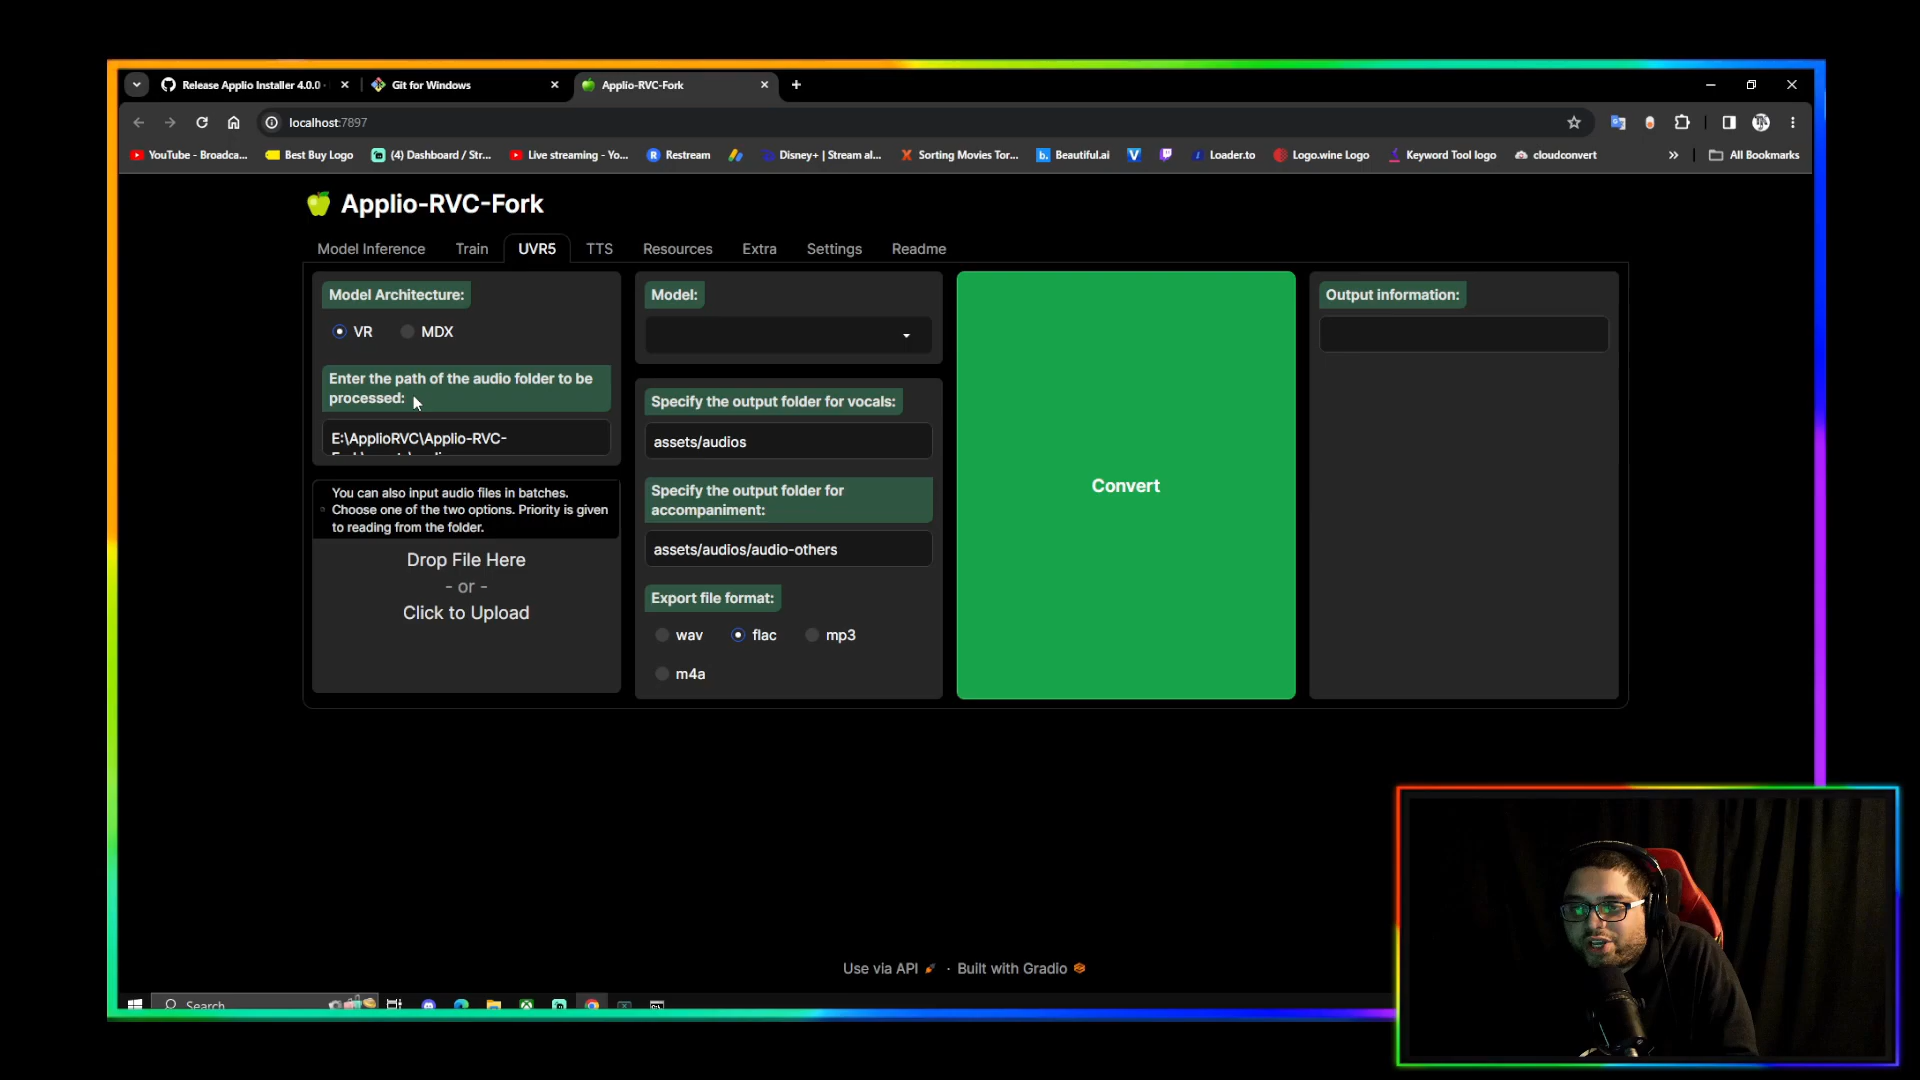 Release Applio Installer 4.0.0
Git for Windows
Applio-RVC-Fork
localhost:7897
YouTube - Broadca...
Best Buy Logo
(4) Dashboard / Str...
Live streaming - Yo...
Restream
Disney+ | Stream al...
Sorting Movies Tor...
b.
Beautiful.ai
V
Loader.to
Logo.wine Logo
Keyword Tool logo
cloudconvert
»
All Bookmarks
Applio-RVC-Fork
Model Inference
Train
UVR5
TTS
Resources
Extra
Settings
Readme
Model Architecture:
VR
MDX
Enter the path of the audio folder to be
processed:
E:\ApplioRVC\Applio-RVC-
You can also input audio files in batches.
Choose one of the two options. Priority is given
to reading from the folder.
Drop File Here
- or -
Click to Upload
Model:
Specify the output folder for vocals:
assets/audios
Specify the output folder for
accompaniment:
assets/audios/audio-others
Export file format:
wav
flac
mp3
m4a
Convert
Output information:
Use via API
· Built with Gradio
Search